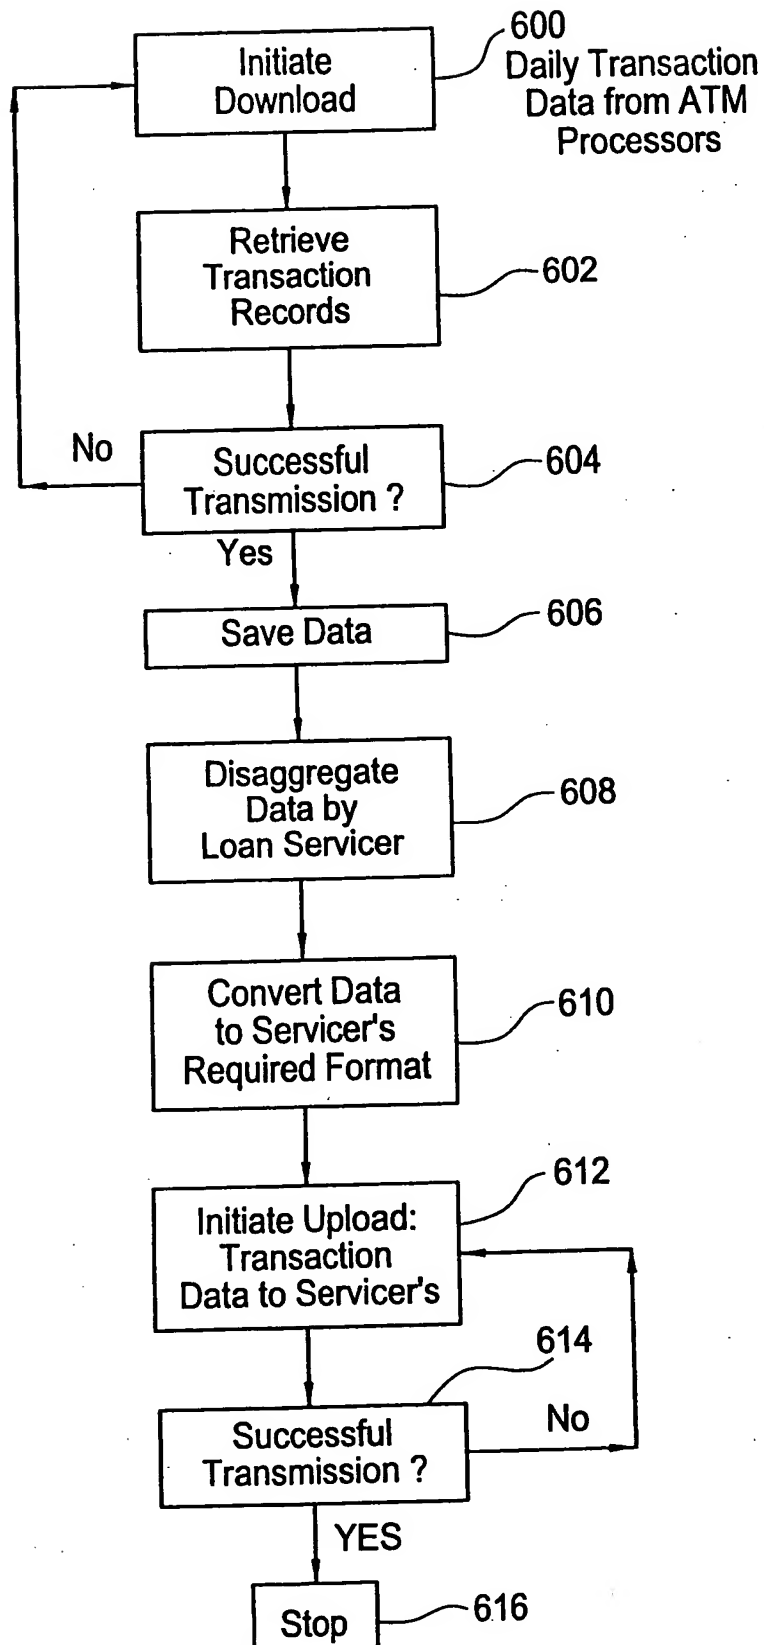 Initiate
Download
600
Daily Transaction
Data from ATM
Processors
Retrieve
Transaction
Records
602
No
Successful
Transmission ?
604
Yes
Save Data
606
Disaggregate
Data by
Loan Servicer
608
Convert Data
to Servicer's
Required Format
610
Initiate Upload:
Transaction
Data to Servicer's
612
614
Successful
Transmission ?
No
YES
Stop
616